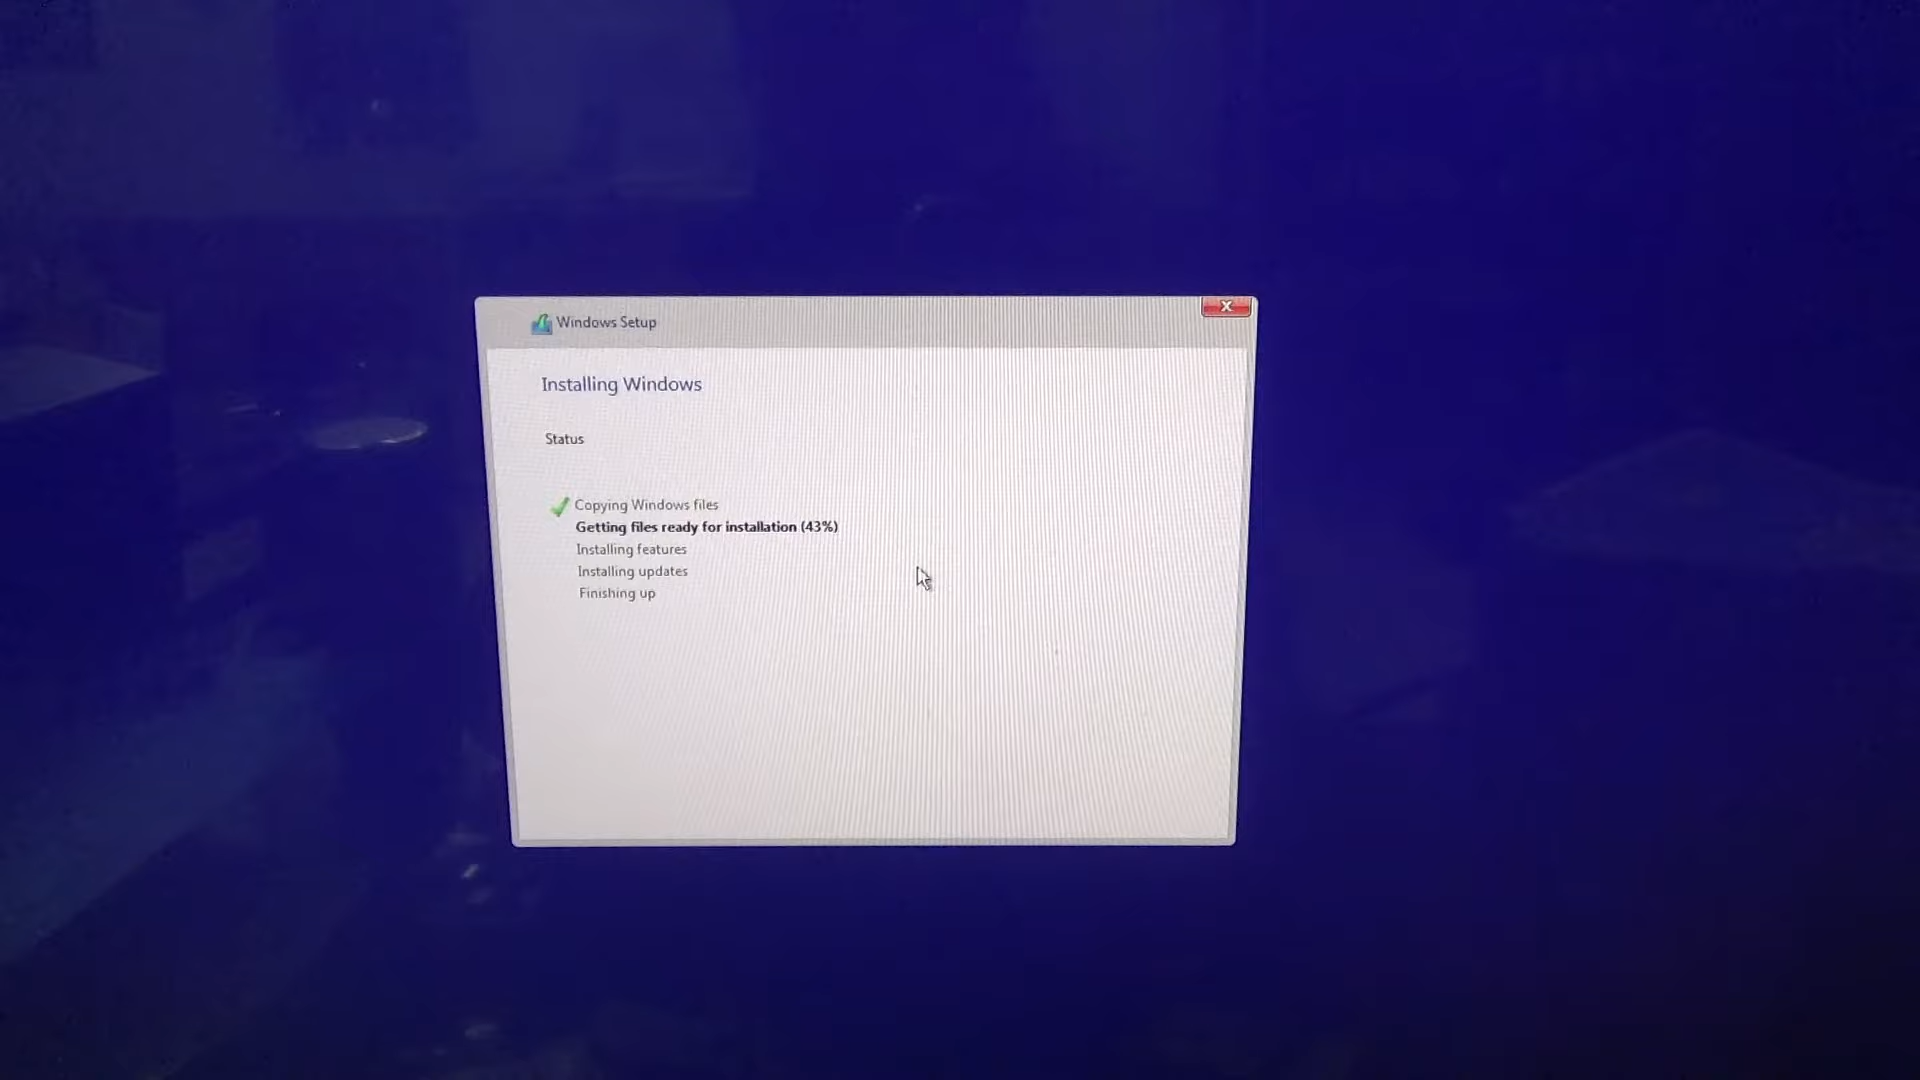 Windows Setup
Installing Windows
Status
Copying Windows files
Getting files ready for installation (43%)
Installing features
Installing updates
Finishing up